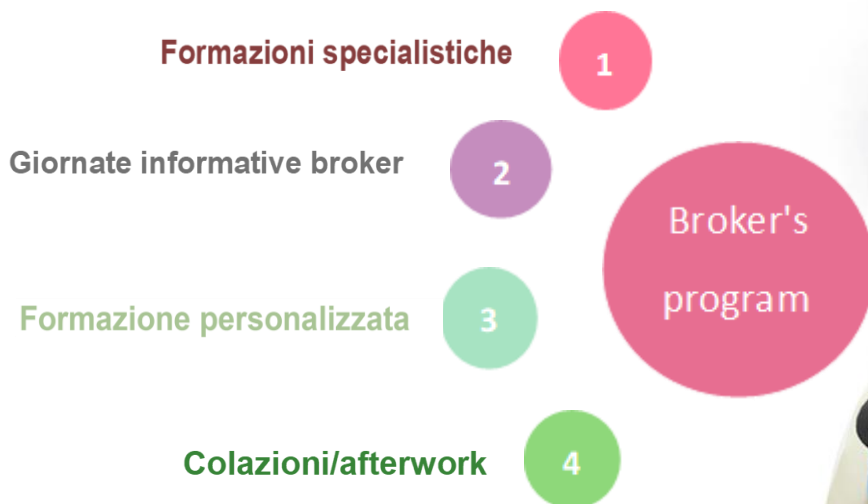 Formazioni specialistiche 1
Giornate informative broker 2
Broker's
program
Formazione personalizzata 3
Colazioni/afterwork 4